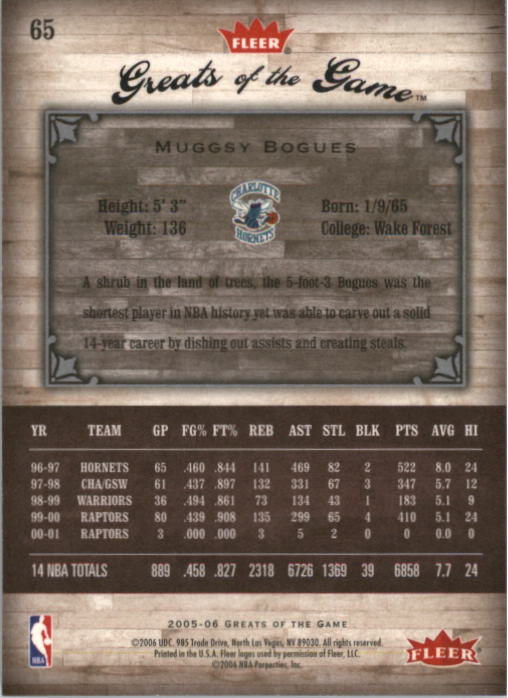 65
FLEER
Greats of the Game™
MUGGSY BOGUES
Height: 5' 3"
Weight: 136
CHARLOTTE
HORNETS
Born: 1/9/65
College: Wake Forest
A shrub in the land of trees, the 5-foot-3 Bogues was the
shortest player in NBA history yet was able to carve out a solid
14-year career by dishing out assists and creating steals.
YR TEAM GP FG% FT% REB AST STL BLK PTS AVG HI
96-97 HORNETS 65 .460 .844 141 469 82 2 522 8.0 24
97-98 CHA/GSW 61 .437 .897 132 331 67 3 347 5.7 12
98-99 WARRIORS 36 .494 .861 73 134 43 1 183 5.1 9
99-00 RAPTORS 80 .439 .908 135 299 65 4 410 5.1 24
00-01 RAPTORS 3 .000 .000 3 5 2 0 0 0.0 0
14 NBA TOTALS 889 .458 .827 2318 6726 1369 39 6858 7.7 24
2005-06 GREATS OF THE GAME
©2006 UDC. 985 Trade Drive, North Las Vegas, NV 89030. All rights reserved.
Printed in the U.S.A. Fleer logos used by permission of Fleer, LLC.
©2006 NBA Porperties, Inc.
NBA
FLEER